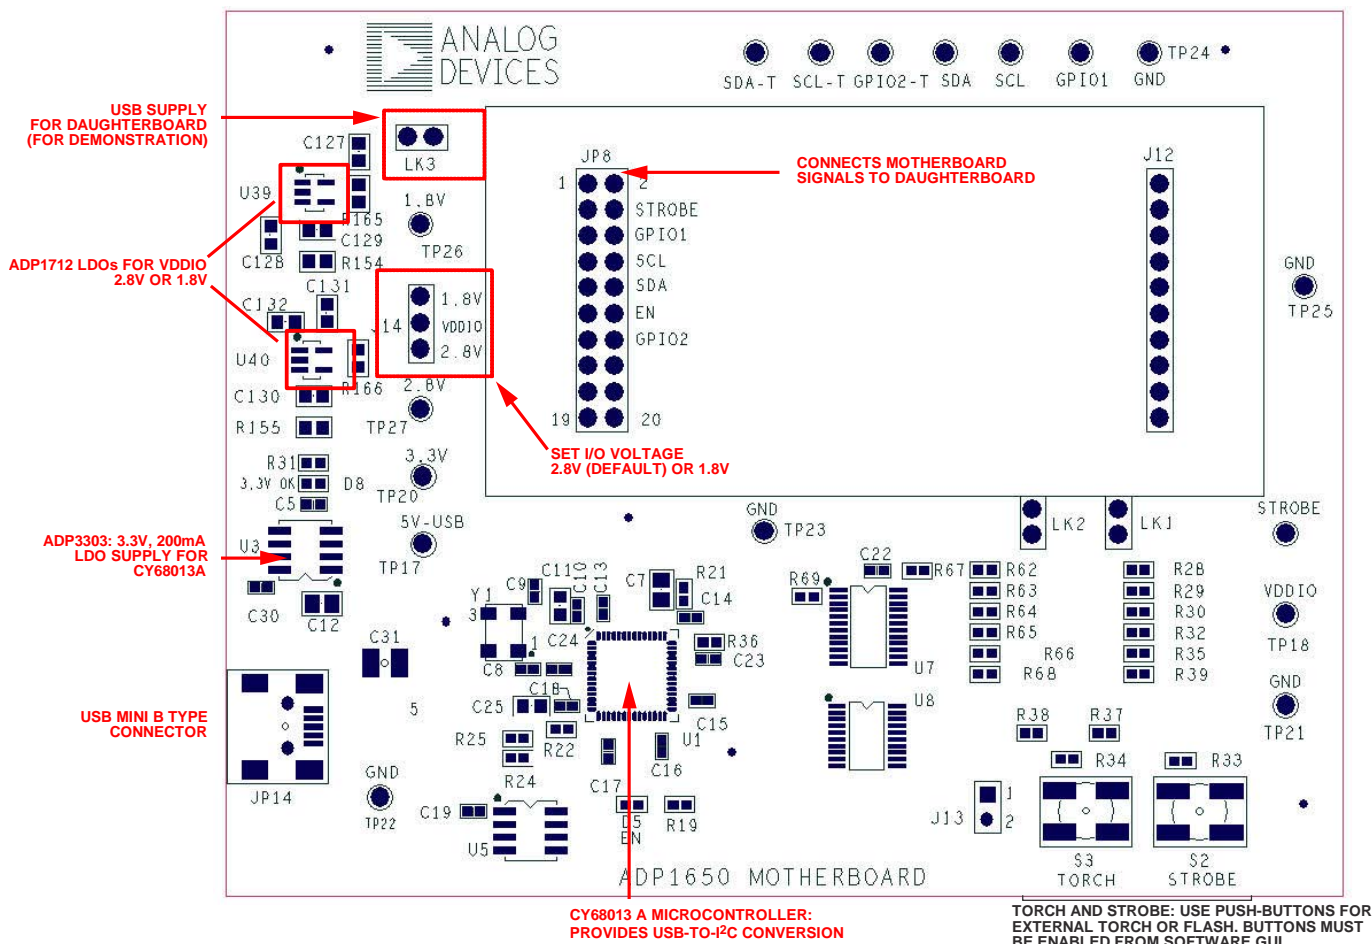 ANALOG
DEVICES
SDA-T SCL-T GPIO2-T SDA SCL GPIO1 GND
TP24
USB SUPPLY
FOR DAUGHTERBOARD
(FOR DEMONSTRATION)
C127
LK3
U39
R165
C129
C128
R154
1.8V
TP26
ADP1712 LDOs FOR VDDIO
2.8V OR 1.8V
C131
C132
J14
1.8V
VDDIO
2.8V
U40
R166
C130
2.8V
TP27
R155
JP8
1 2
STROBE
GPIO1
SCL
SDA
EN
GPIO2
19 20
CONNECTS MOTHERBOARD
SIGNALS TO DAUGHTERBOARD
J12
GND
TP25
SET I/O VOLTAGE
2.8V (DEFAULT) OR 1.8V
R31
3.3V OK D8
C5
3.3V
TP20
5V-USB
TP17
ADP3303: 3.3V, 200mA
LDO SUPPLY FOR
CY68013A
U3
C30
C12
C31
GND
TP23
LK2
LK1
STROBE
VDDIO
TP18
GND
TP21
Y1
3
1
C9
C11
C10
C13
C7
R21
C14
C24
C8
R36
C23
C18
C25
C15
U1
R25
R22
R24
C17
C16
R69
C22
R67
U7
U8
R62
R63
R64
R65
R66
R68
R28
R29
R30
R32
R35
R39
USB MINI B TYPE
CONNECTOR
5
JP14
GND
TP22
C19
U5
D5
EN
R19
R38
R37
R34
R33
J13
1
2
S3
TORCH
S2
STROBE
ADP1650 MOTHERBOARD
CY68013 A MICROCONTROLLER:
PROVIDES USB-TO-I²C CONVERSION
TORCH AND STROBE: USE PUSH-BUTTONS FOR
EXTERNAL TORCH OR FLASH. BUTTONS MUST
BE ENABLED FROM SOFTWARE GUI